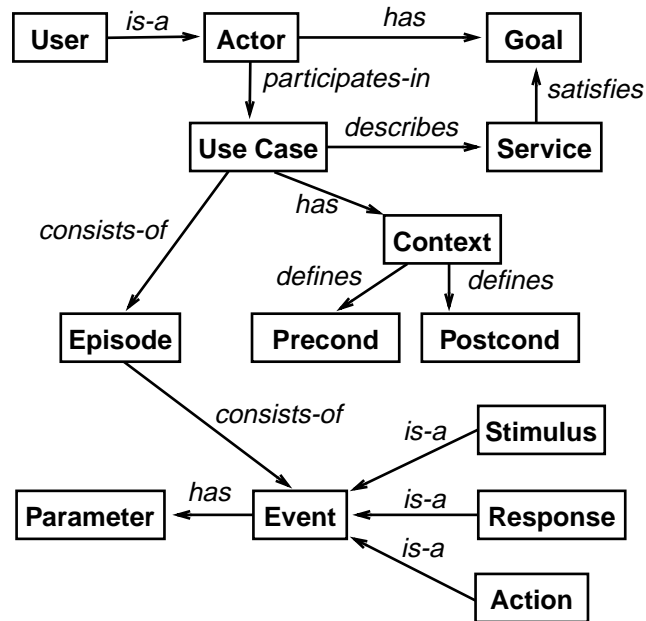 User
is-a
Actor
has
Goal
participates-in
satisfies
Use Case
describes
Service
consists-of
has
Context
defines
defines
Episode
Precond
Postcond
consists-of
is-a
Stimulus
Parameter
has
Event
is-a
Response
is-a
Action